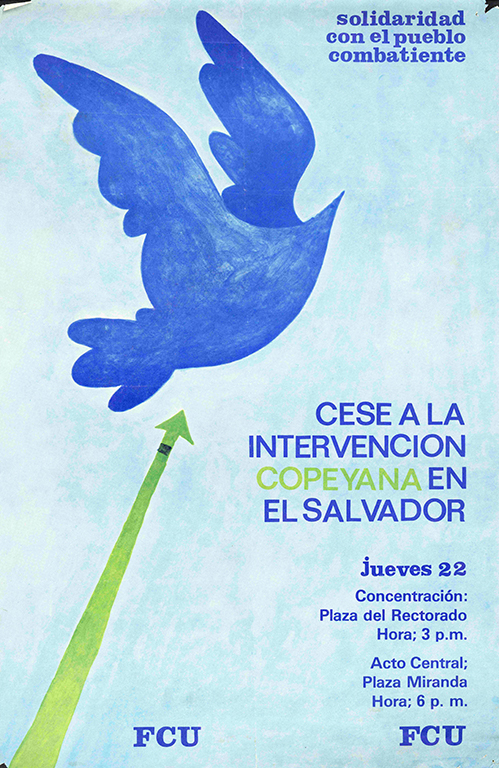 solidaridad
con el pueblo
combatiente
CESE A LA
INTERVENCION
COPEYANA EN
EL SALVADOR
jueves 22
Concentración:
Plaza del Rectorado
Hora; 3 p.m.
Acto Central;
Plaza Miranda
Hora; 6 p. m.
FCU
FCU